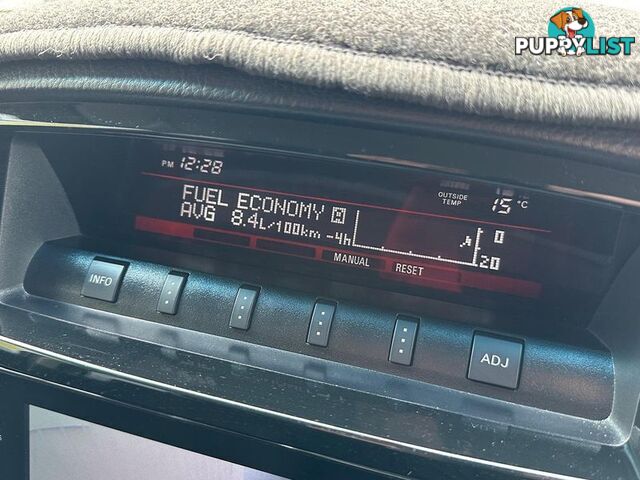 PUPPYLIST
PM 12:28
OUTSIDE TEMP 15 °C
FUEL ECONOMY A
AVG 8.4L/100km -4h
0
20
MANUAL RESET
INFO
ADJ